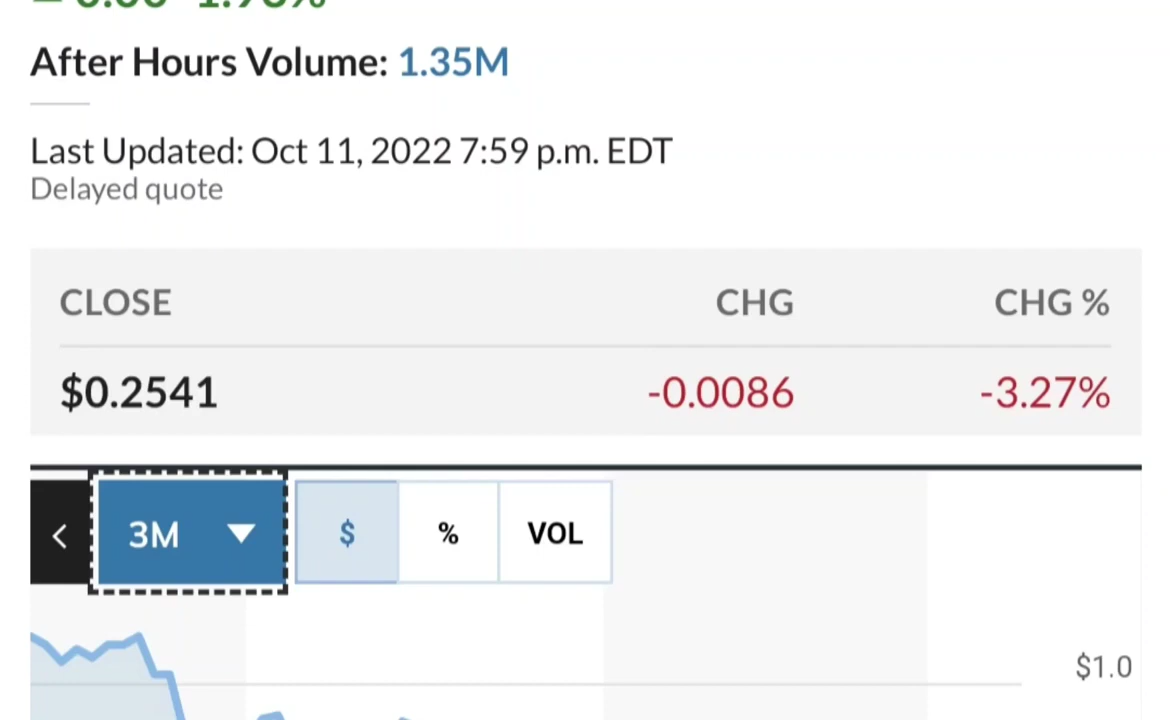 After Hours Volume: 1.35M
Last Updated: Oct 11, 2022 7:59 p.m. EDT
Delayed quote
CLOSE CHG CHG %
$0.2541 -0.0086 -3.27%
< 3M ▼ $ % VOL
$1.0